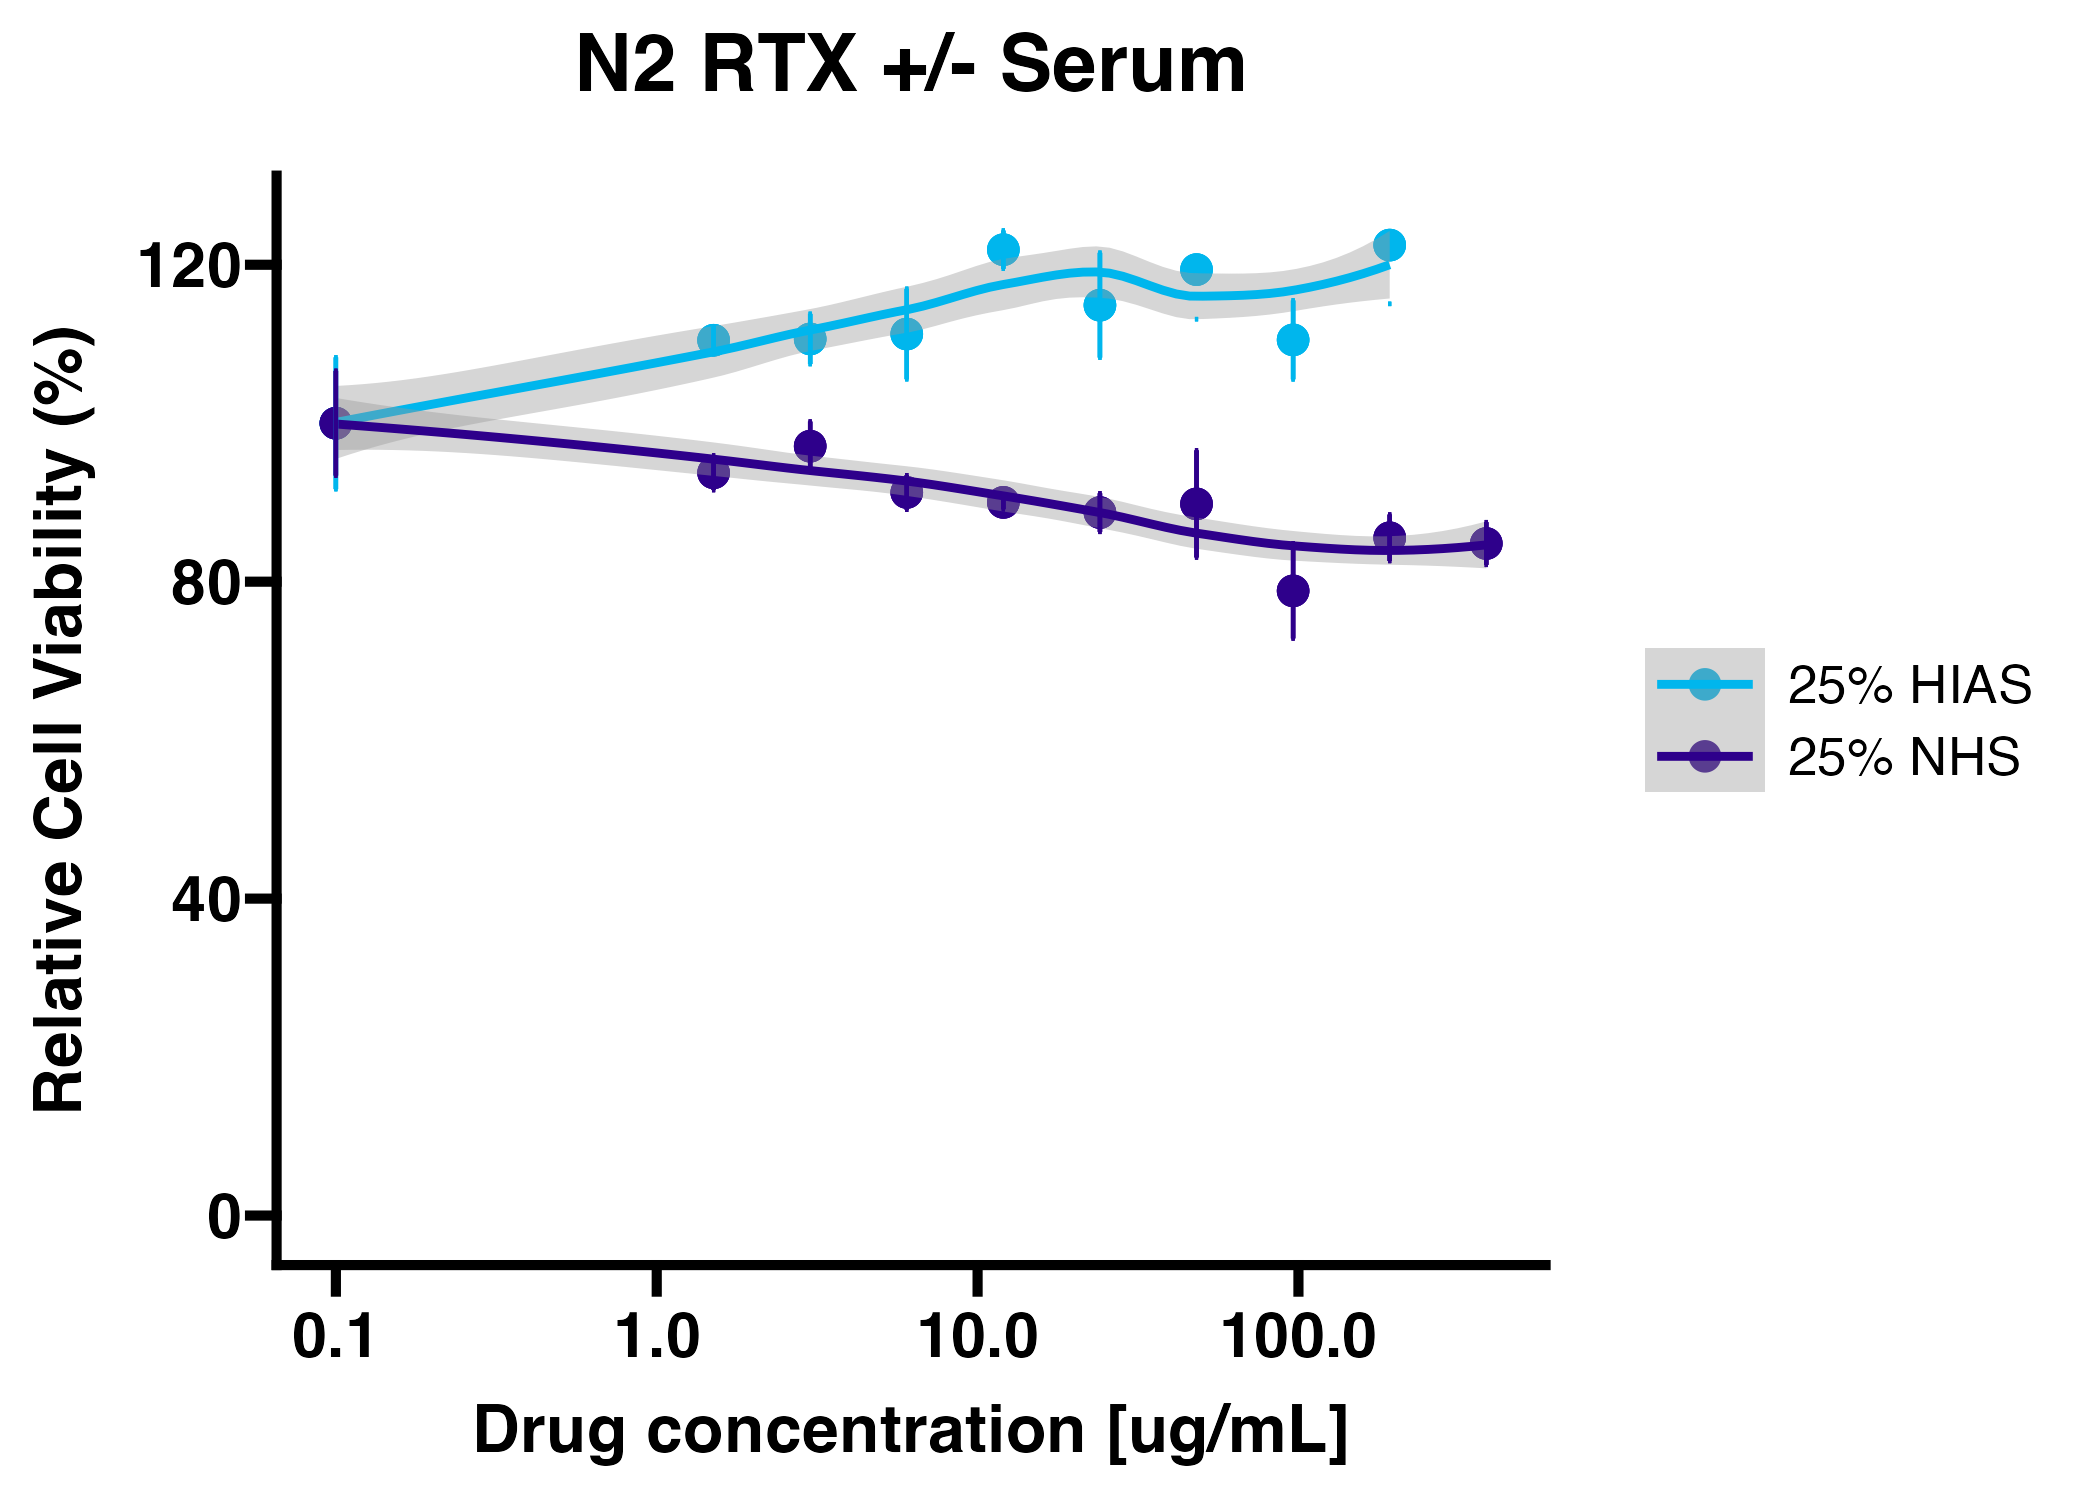 N2 RTX +/- Serum
Relative Cell Viability (%)
120
80
40
0
0.1 1.0 10.0 100.0
Drug concentration [ug/mL]
25% HIAS
25% NHS